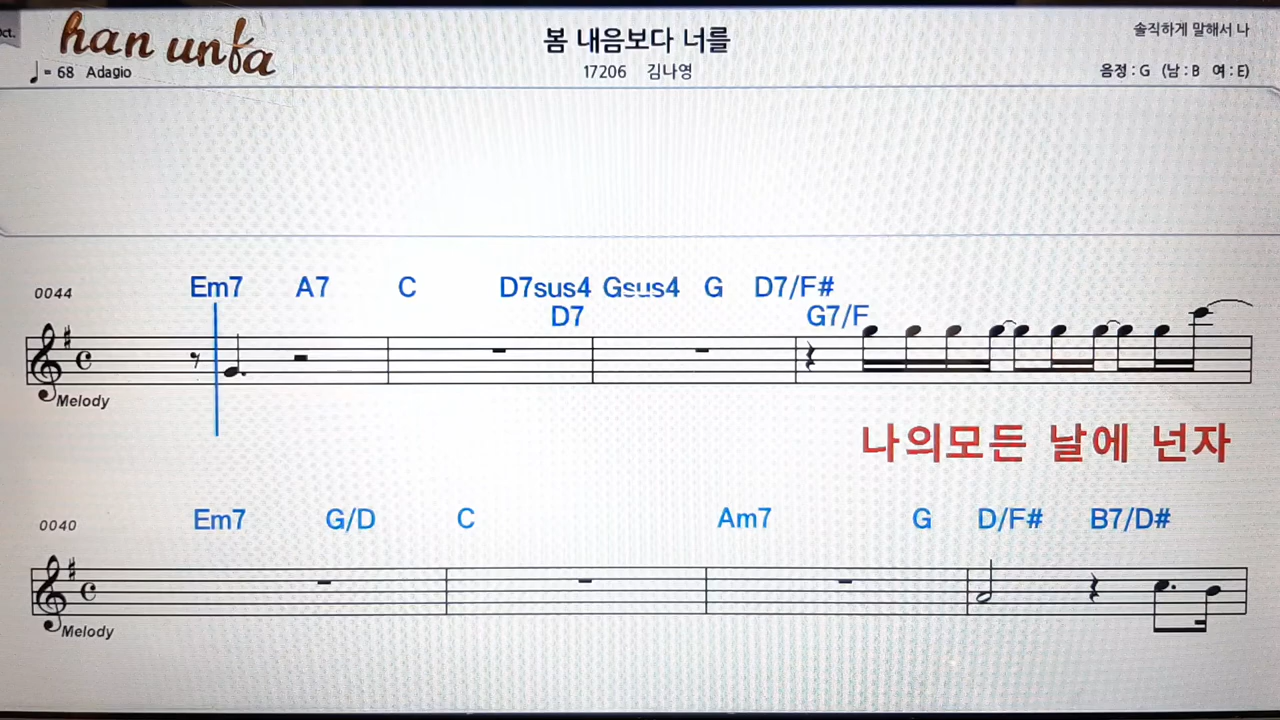 ct.
han unfa
봄 내음보다 너를
솔직하게 말해서 나
♩= 68 Adagio
17206 김나영
음정 : G (남 : B 여 : E)
Em7 A7 C D7sus4 Gsus4 G D7/F#
0044
D7 G7/F
Melody
나의모든 날에 넌자
Em7 G/D C Am7 G D/F# B7/D#
0040
Melody